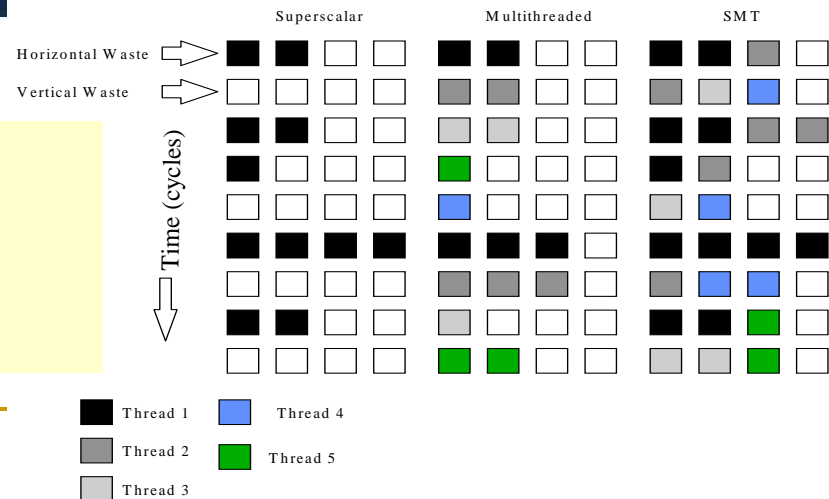 Superscalar Multithreaded SMT
Horizontal Waste
Vertical Waste
Time (cycles)
Thread 1 Thread 4
Thread 2 Thread 5
Thread 3